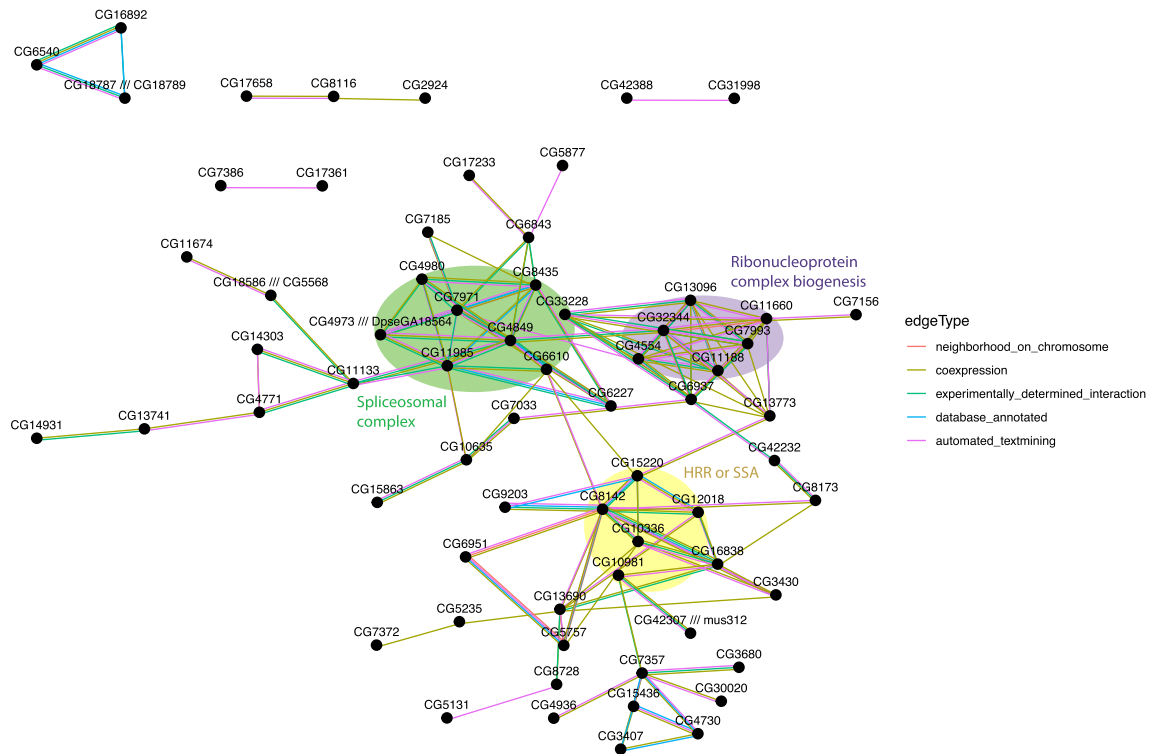 CG16892
CG6540
CG18787 /// CG18789
CG17658
CG8116
CG2924
CG42388
CG31998
CG7386
CG17361
CG17233
CG5877
CG7185
CG6843
CG11674
CG4980
CG8435
CG18586 /// CG5568
CG7971
CG33228
Ribonucleoprotein
complex biogenesis
CG13096
CG11660
CG7156
CG4973 /// DpseGA18564
CG4849
CG32344
CG7993
CG14303
CG11985
CG6610
CG4554
CG11188
CG11133
CG6937
CG6227
CG13773
Spliceosomal
complex
CG4771
CG7033
CG13741
CG14931
CG10635
CG42232
CG15220
HRR or SSA
CG15863
CG9203
CG8142
CG12018
CG8173
CG10336
CG6951
CG16838
CG10981
CG3430
CG13690
CG5235
CG42307 /// mus312
CG7372
CG5757
CG8728
CG7357
CG3680
CG5131
CG4936
CG15436
CG30020
CG4730
CG3407
edgeType
neighborhood_on_chromosome
coexpression
experimentally_determined_interaction
database_annotated
automated_textmining